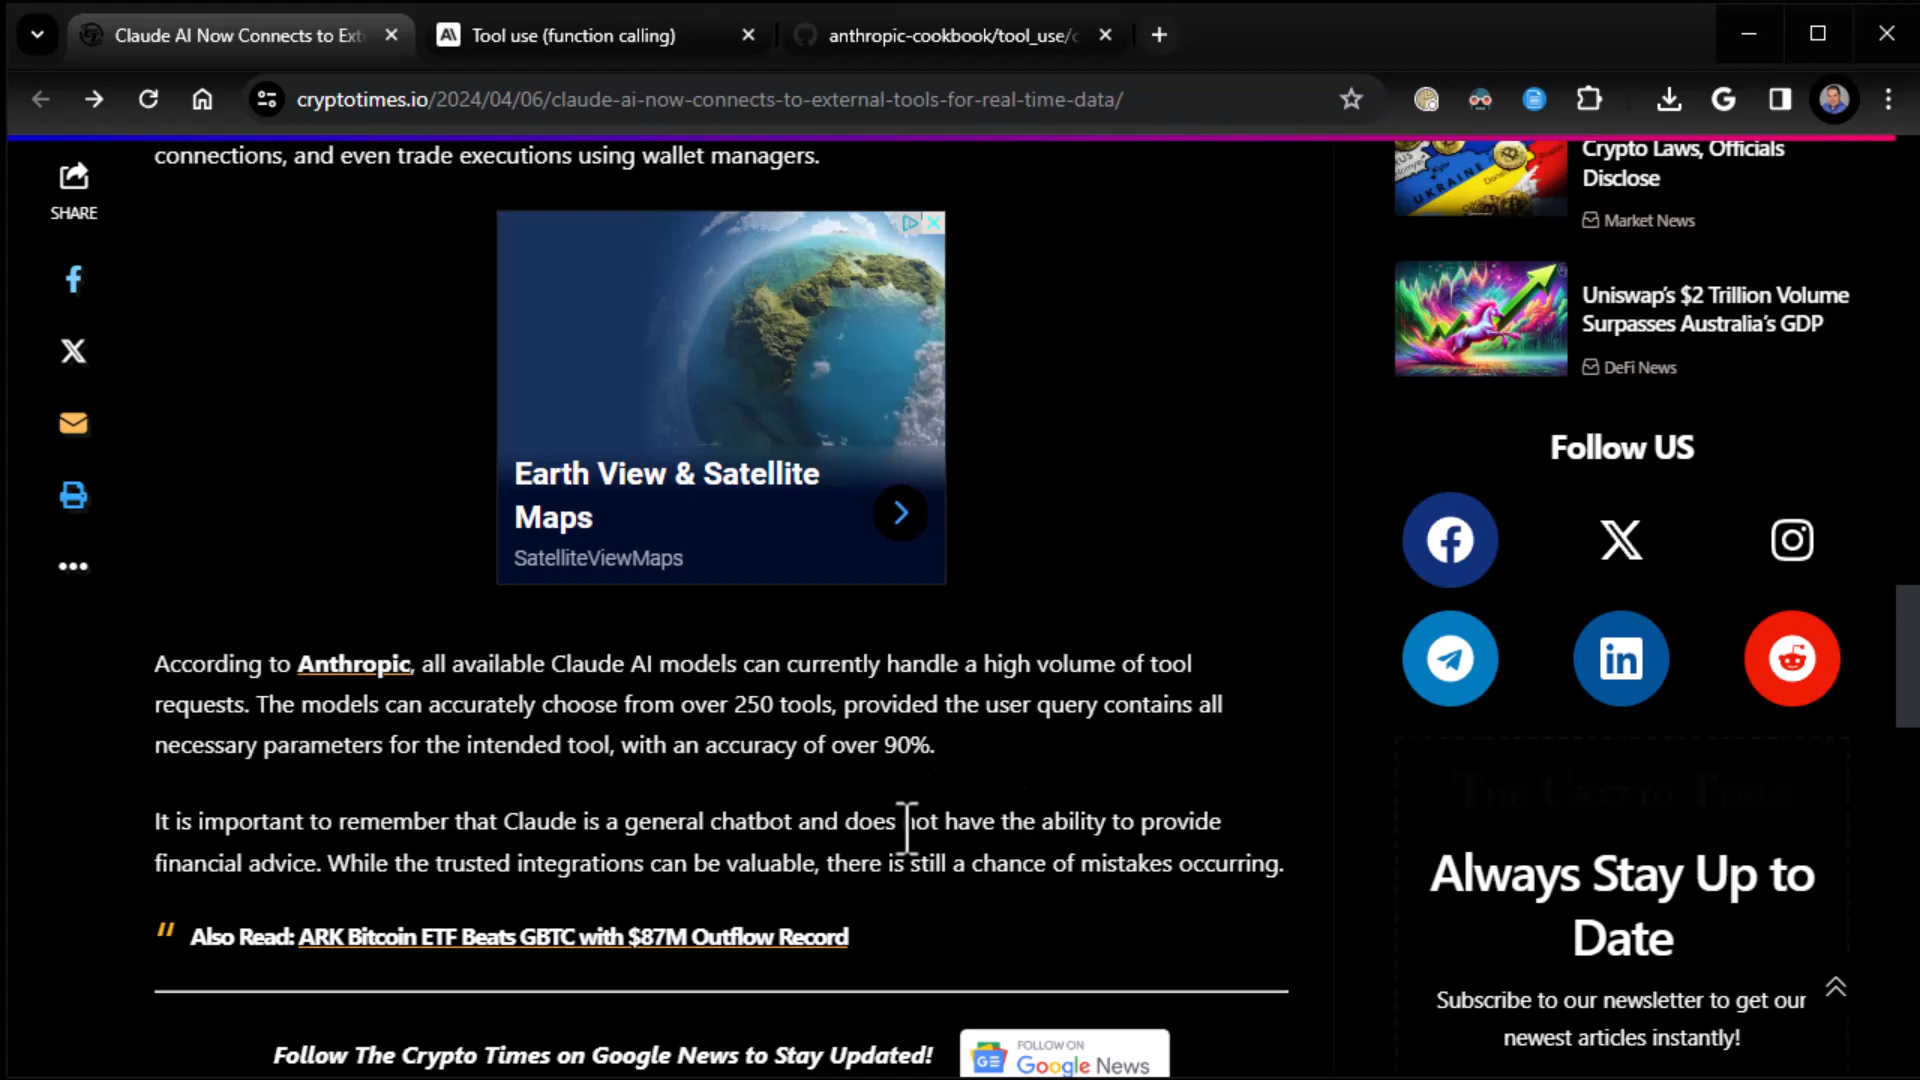 Claude AI Now Connects to Ext
Tool use (function calling)
anthropic-cookbook/tool_use/c
cryptotimes.io/2024/04/06/claude-ai-now-connects-to-external-tools-for-real-time-data/
SHARE
connections, and even trade executions using wallet managers.
Earth View & Satellite
Maps
SatelliteViewMaps
According to Anthropic, all available Claude AI models can currently handle a high volume of tool
requests. The models can accurately choose from over 250 tools, provided the user query contains all
necessary parameters for the intended tool, with an accuracy of over 90%.
It is important to remember that Claude is a general chatbot and does not have the ability to provide
financial advice. While the trusted integrations can be valuable, there is still a chance of mistakes occurring.
" Also Read: ARK Bitcoin ETF Beats GBTC with $87M Outflow Record
Follow The Crypto Times on Google News to Stay Updated!
GE
FOLLOW ON
Google News
UKRAINE
Crypto Laws, Officials
Disclose
Market News
Uniswap's $2 Trillion Volume
Surpasses Australia's GDP
DeFi News
Follow US
The Crypto Times
Always Stay Up to
Date
Subscribe to our newsletter to get our
newest articles instantly!